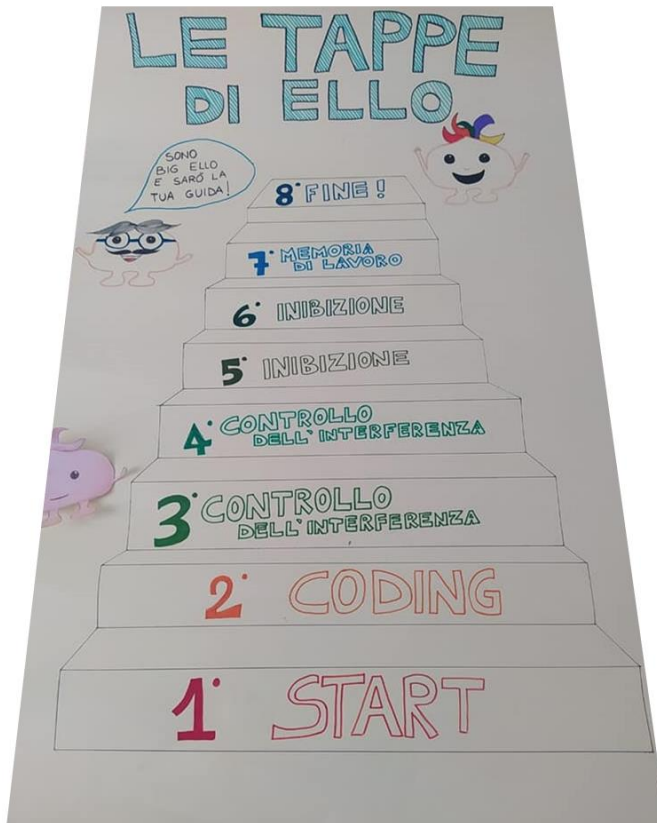 LE TAPPE
DI ELLO
SONO
BIG ELLO
E SARÓ LA
TUA GUIDA!
8° FINE!
7° MEMORIA
DI LAVORO
6° INIBIZIONE
5° INIBIZIONE
4° CONTROLLO
DELL'INTERFERENZA
3° CONTROLLO
DELL'INTERFERENZA
2° CODING
1° START